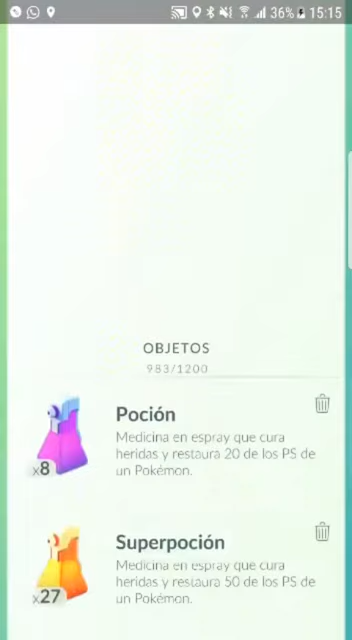 36% 15:15
OBJETOS
983/1200
Poción
Medicina en espray que cura
heridas y restaura 20 de los PS de
un Pokémon.
x8
Superpoción
Medicina en espray que cura
heridas y restaura 50 de los PS de
un Pokémon.
x27